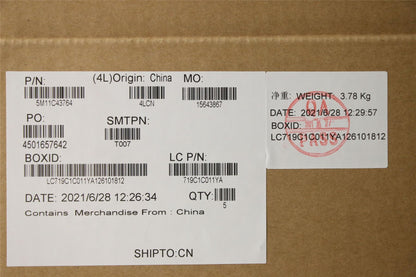 P/N:
(4L)Origin: China
MO:
5M11C43764
4LCN
15643867
PO:
SMTPN:
4501657642
T007
BOXID:
LC P/N:
LC719C1C011YA126101812
719C1C011YA
DATE: 2021/6/28 12:26:34
QTY:
5
Contains Merchandise From : China
SHIPTO:CN
净重: WEIGHT: 3.78 Kg
DATE: 2021/6/28 12:29:57
BOXID:
LC719C1C011YA126101812
QA